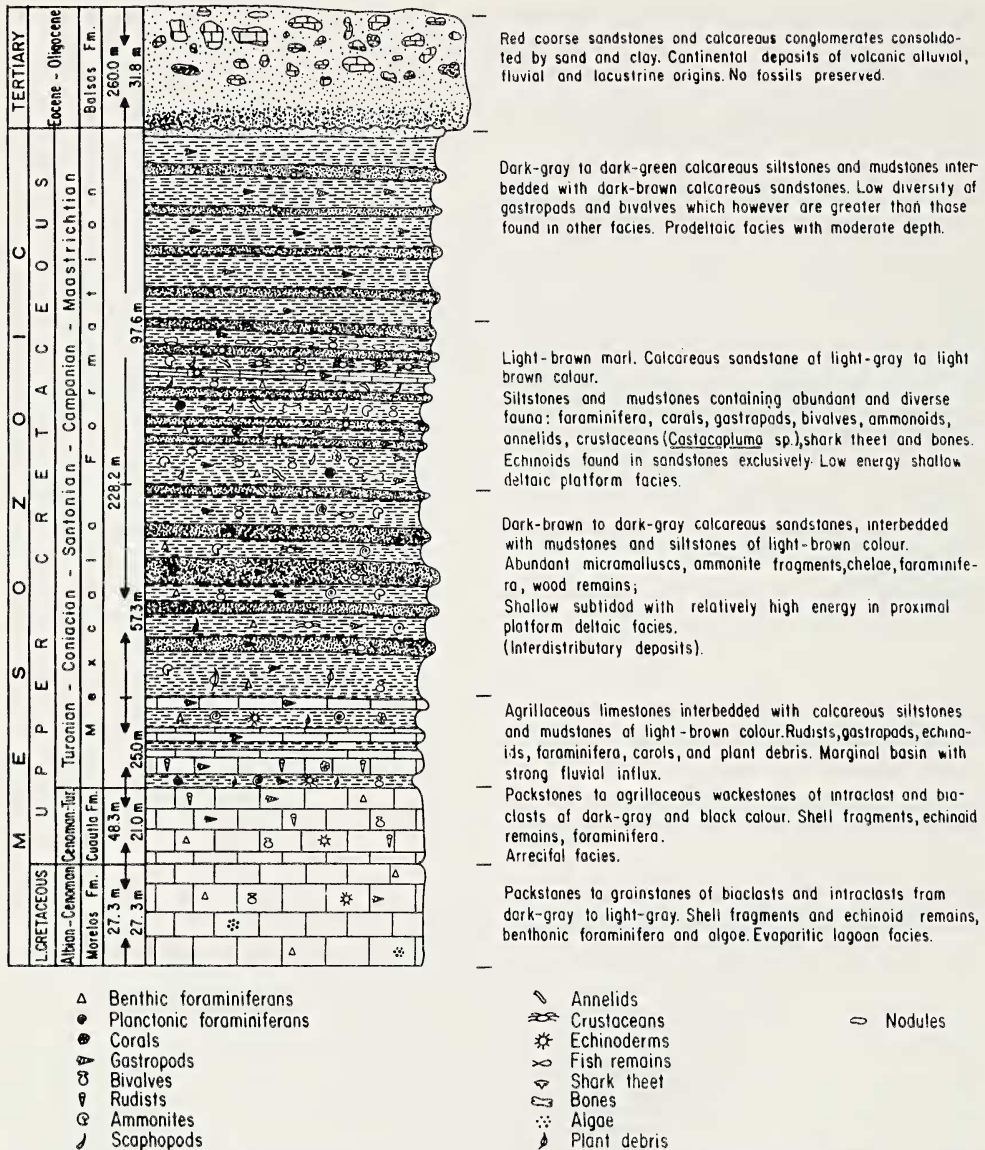 TERTIARY
Eocene - Oligocene
Balsas Fm.
260.0 m
31.8 m
MESOZOIC
UPPER CRETACEOUS
Turonian - Coniacian - Santonian - Campanian - Maastrichtian
Mexcala Formation
228.2 m
97.6 m
57.3 m
25.0 m
Cenoman-Tur.
Cuautla Fm.
48.3 m
21.0 m
L.CRETACEOUS
Albian-Cenoman
Morelos Fm.
27.3 m
27.3 m
Red coorse sandstones and calcareous conglomerates consolida-
ted by sand and clay. Continental deposits of volcanic alluviol,
fluvial and lacustrine origins. No fossils preserved.
Dark-gray to dark-green calcareous siltstones and mudstones inter-
bedded with dark-brown calcareous sandstones. Low diversity of
gastropods and bivalves which however are greater than those
found in other facies. Prodeltaic facies with moderate depth.
Light-brown marl. Calcareous sandstone of light-gray to light
brown colour.
Siltstones and mudstones containing abundant and diverse
fauna: foraminifera, corals, gastropods, bivalves, ammonoids,
annelids, crustaceans (Costacopluma sp.),shark theet and bones.
Echinoids found in sandstones exclusively. Low energy shallow
deltaic platform facies.
Dark-brown to dark-gray calcareous sandstones, interbedded
with mudstones and siltstones of light-brown colour.
Abundant micromolluscs, ammonite fragments,chelae,foraminife-
ra, wood remains;
Shallow subtidad with relatively high energy in proximal
platform deltaic facies.
(Interdistributary deposits).
Agrillaceous limestones interbedded with calcareous siltstones
and mudstones of light-brown colour.Rudists,gastropods,echino-
ids, foraminifera, corals, and plant debris. Marginal basin with
strong fluvial influx.
Packstones to agrillaceous wackestones of intraclast and bio-
clasts of dark-gray and black colour. Shell fragments,echinoid
remains, foraminifera.
Arrecifal facies.
Packstones to grainstones of bioclasts and intraclasts from
dark-gray to light-gray. Shell fragments and echinoid remains,
benthonic foraminifera and algae. Evaporitic lagoon facies.
Benthic foraminiferans
Planctonic foraminiferans
Corals
Gastropods
Bivalves
Rudists
Ammonites
Scaphopods
Annelids
Crustaceans
Echinoderms
Fish remains
Shark theet
Bones
Algae
Plant debris
Nodules